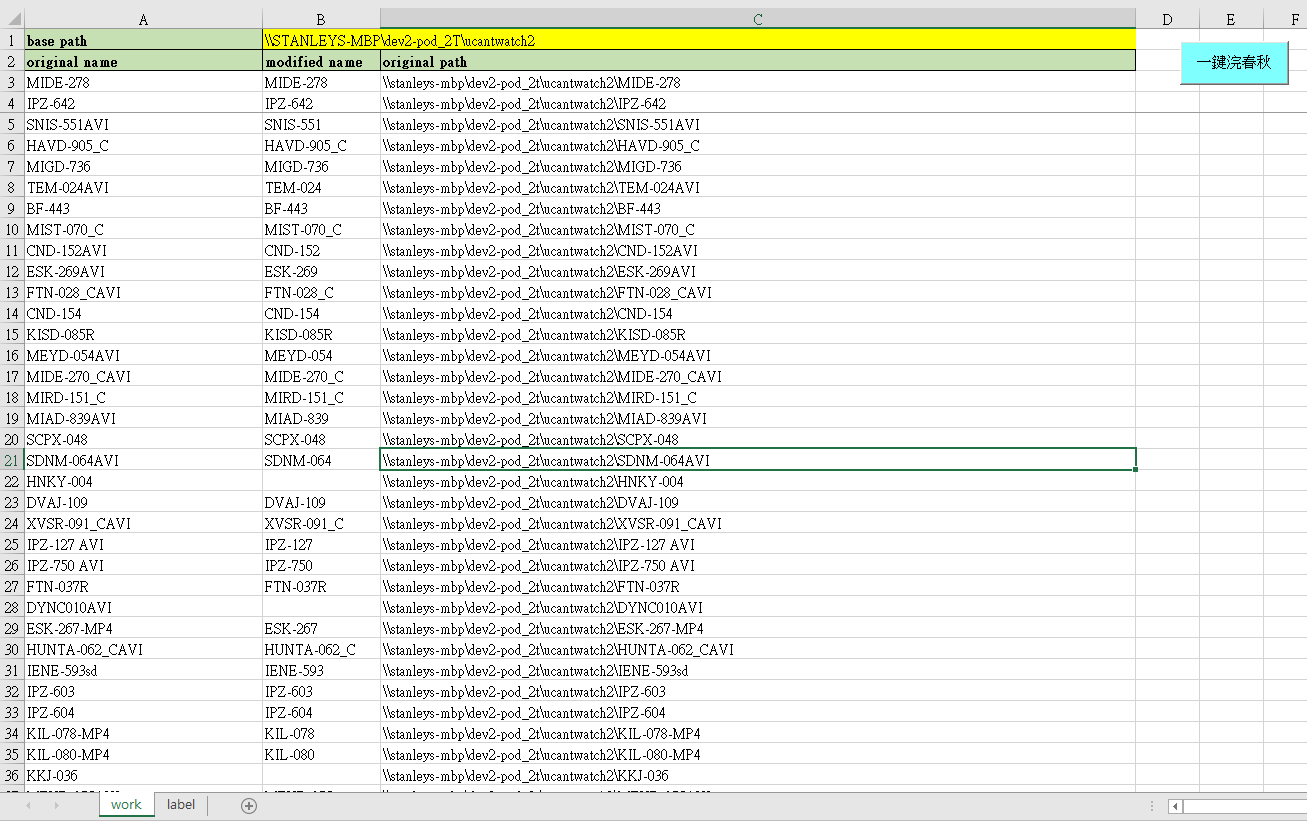 A B C D E F
1 base path \\STANLEYS-MBP\dev2-pod_2T\ucantwatch2
2 original name modified name original path
一鍵浣春秋
3 MIDE-278 MIDE-278 \\stanleys-mbp\dev2-pod_2t\ucantwatch2\MIDE-278
4 IPZ-642 IPZ-642 \\stanleys-mbp\dev2-pod_2t\ucantwatch2\IPZ-642
5 SNIS-551AVI SNIS-551 \\stanleys-mbp\dev2-pod_2t\ucantwatch2\SNIS-551AVI
6 HAVD-905_C HAVD-905_C \\stanleys-mbp\dev2-pod_2t\ucantwatch2\HAVD-905_C
7 MIGD-736 MIGD-736 \\stanleys-mbp\dev2-pod_2t\ucantwatch2\MIGD-736
8 TEM-024AVI TEM-024 \\stanleys-mbp\dev2-pod_2t\ucantwatch2\TEM-024AVI
9 BF-443 BF-443 \\stanleys-mbp\dev2-pod_2t\ucantwatch2\BF-443
10 MIST-070_C MIST-070_C \\stanleys-mbp\dev2-pod_2t\ucantwatch2\MIST-070_C
11 CND-152AVI CND-152 \\stanleys-mbp\dev2-pod_2t\ucantwatch2\CND-152AVI
12 ESK-269AVI ESK-269 \\stanleys-mbp\dev2-pod_2t\ucantwatch2\ESK-269AVI
13 FTN-028_CAVI FTN-028_C \\stanleys-mbp\dev2-pod_2t\ucantwatch2\FTN-028_CAVI
14 CND-154 CND-154 \\stanleys-mbp\dev2-pod_2t\ucantwatch2\CND-154
15 KISD-085R KISD-085R \\stanleys-mbp\dev2-pod_2t\ucantwatch2\KISD-085R
16 MEYD-054AVI MEYD-054 \\stanleys-mbp\dev2-pod_2t\ucantwatch2\MEYD-054AVI
17 MIDE-270_CAVI MIDE-270_C \\stanleys-mbp\dev2-pod_2t\ucantwatch2\MIDE-270_CAVI
18 MIRD-151_C MIRD-151_C \\stanleys-mbp\dev2-pod_2t\ucantwatch2\MIRD-151_C
19 MIAD-839AVI MIAD-839 \\stanleys-mbp\dev2-pod_2t\ucantwatch2\MIAD-839AVI
20 SCPX-048 SCPX-048 \\stanleys-mbp\dev2-pod_2t\ucantwatch2\SCPX-048
21 SDNM-064AVI SDNM-064 \\stanleys-mbp\dev2-pod_2t\ucantwatch2\SDNM-064AVI
22 HNKY-004 \\stanleys-mbp\dev2-pod_2t\ucantwatch2\HNKY-004
23 DVAJ-109 DVAJ-109 \\stanleys-mbp\dev2-pod_2t\ucantwatch2\DVAJ-109
24 XVSR-091_CAVI XVSR-091_C \\stanleys-mbp\dev2-pod_2t\ucantwatch2\XVSR-091_CAVI
25 IPZ-127 AVI IPZ-127 \\stanleys-mbp\dev2-pod_2t\ucantwatch2\IPZ-127 AVI
26 IPZ-750 AVI IPZ-750 \\stanleys-mbp\dev2-pod_2t\ucantwatch2\IPZ-750 AVI
27 FTN-037R FTN-037R \\stanleys-mbp\dev2-pod_2t\ucantwatch2\FTN-037R
28 DYNC010AVI \\stanleys-mbp\dev2-pod_2t\ucantwatch2\DYNC010AVI
29 ESK-267-MP4 ESK-267 \\stanleys-mbp\dev2-pod_2t\ucantwatch2\ESK-267-MP4
30 HUNTA-062_CAVI HUNTA-062_C \\stanleys-mbp\dev2-pod_2t\ucantwatch2\HUNTA-062_CAVI
31 IENE-593sd IENE-593 \\stanleys-mbp\dev2-pod_2t\ucantwatch2\IENE-593sd
32 IPZ-603 IPZ-603 \\stanleys-mbp\dev2-pod_2t\ucantwatch2\IPZ-603
33 IPZ-604 IPZ-604 \\stanleys-mbp\dev2-pod_2t\ucantwatch2\IPZ-604
34 KIL-078-MP4 KIL-078 \\stanleys-mbp\dev2-pod_2t\ucantwatch2\KIL-078-MP4
35 KIL-080-MP4 KIL-080 \\stanleys-mbp\dev2-pod_2t\ucantwatch2\KIL-080-MP4
36 KKJ-036 \\stanleys-mbp\dev2-pod_2t\ucantwatch2\KKJ-036
work label